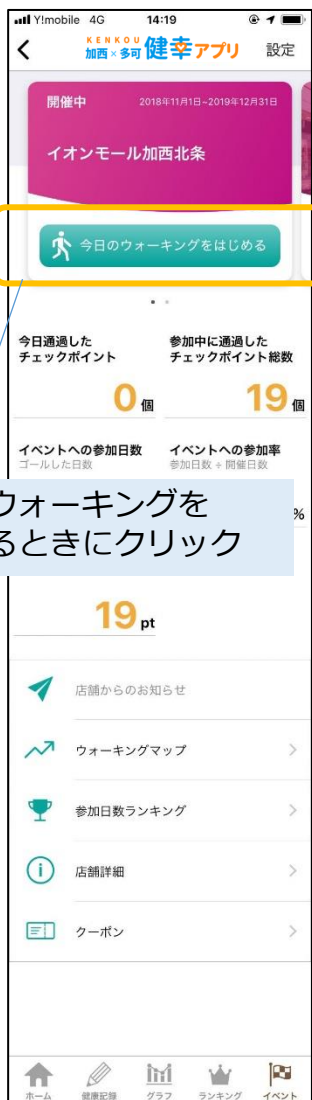 Y!mobile 4G 14:19
KENKOU
加西×多可 健幸アプリ 設定
開催中 2018年11月1日~2019年12月31日
イオンモール加西北条
今日のウォーキングをはじめる
今日通過した
チェックポイント
参加中に通過した
チェックポイント総数
0個
19個
イベントへの参加日数
ゴールした日数
イベントへの参加率
参加日数÷開催日数
ウォーキングを
るときにクリック
%
19pt
店舗からのお知らせ
ウォーキングマップ
参加日数ランキング
店舗詳細
クーポン
ホーム 健康記録 グラフ ランキング イベント